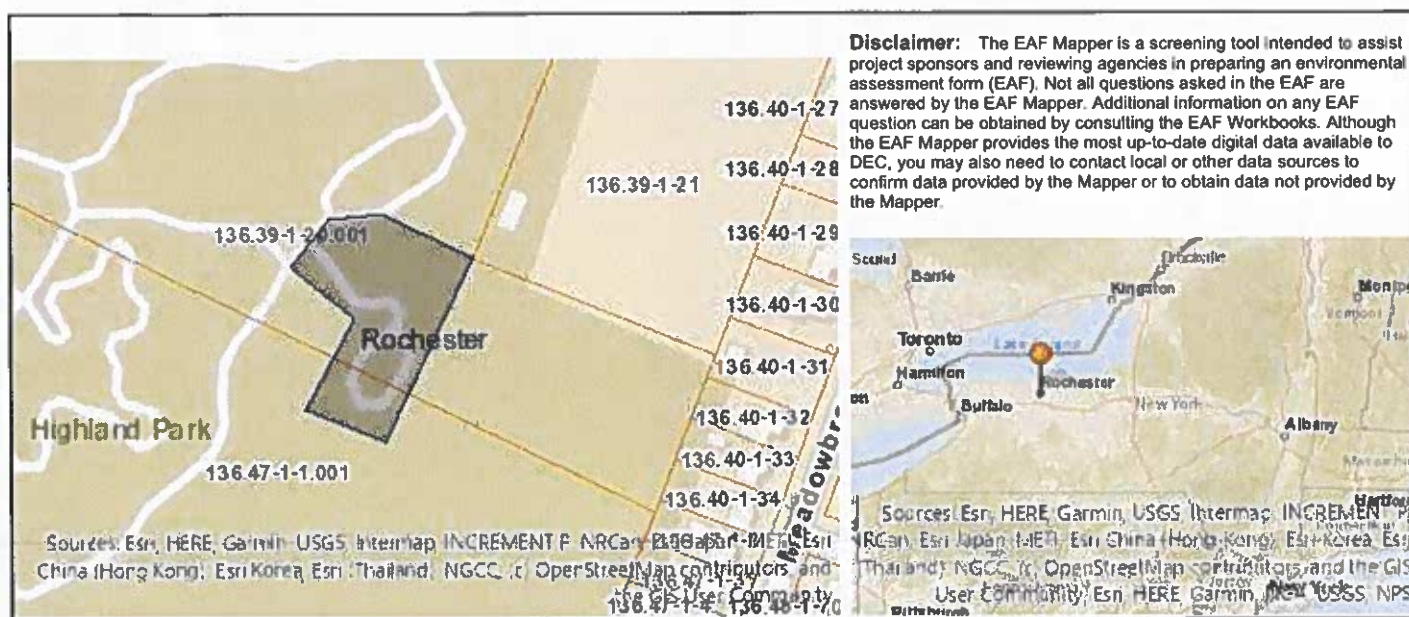 Disclaimer: The EAF Mapper is a screening tool intended to assist
project sponsors and reviewing agencies in preparing an environmental
assessment form (EAF). Not all questions asked in the EAF are
answered by the EAF Mapper. Additional information on any EAF
question can be obtained by consulting the EAF Workbooks. Although
the EAF Mapper provides the most up-to-date digital data available to
DEC, you may also need to contact local or other data sources to
confirm data provided by the Mapper or to obtain data not provided by
the Mapper.
136.40-1-27
136.40-1-28
136.39-1-21
136.40-1-29
136.39-1-20.001
136.40-1-30
Rochester
136.40-1-31
136.40-1-32
Highland Park
136.40-1-33
136.47-1-1.001
136.40-1-34
Sources: Esri, HERE, Garmin, USGS, Intermap, INCREMENT P, NRCan, METI, Esri
China (Hong Kong), Esri Korea, Esri (Thailand), NGCC, (c) OpenStreetMap contributors, and
the GIS User Community
Barrie
Kingston
Toronto
Hamilton
Rochester
Buffalo
New York
Albany
Sources: Esri, HERE, Garmin, USGS, Intermap, INCREMENT P,
NRCan, Esri Japan, METI, Esri China (Hong Kong), Esri Korea, Esri
(Thailand), NGCC, (c) OpenStreetMap contributors, and the GIS
User Community, Esri, HERE, Garmin, USGS, NPS
Pittsburgh
New York